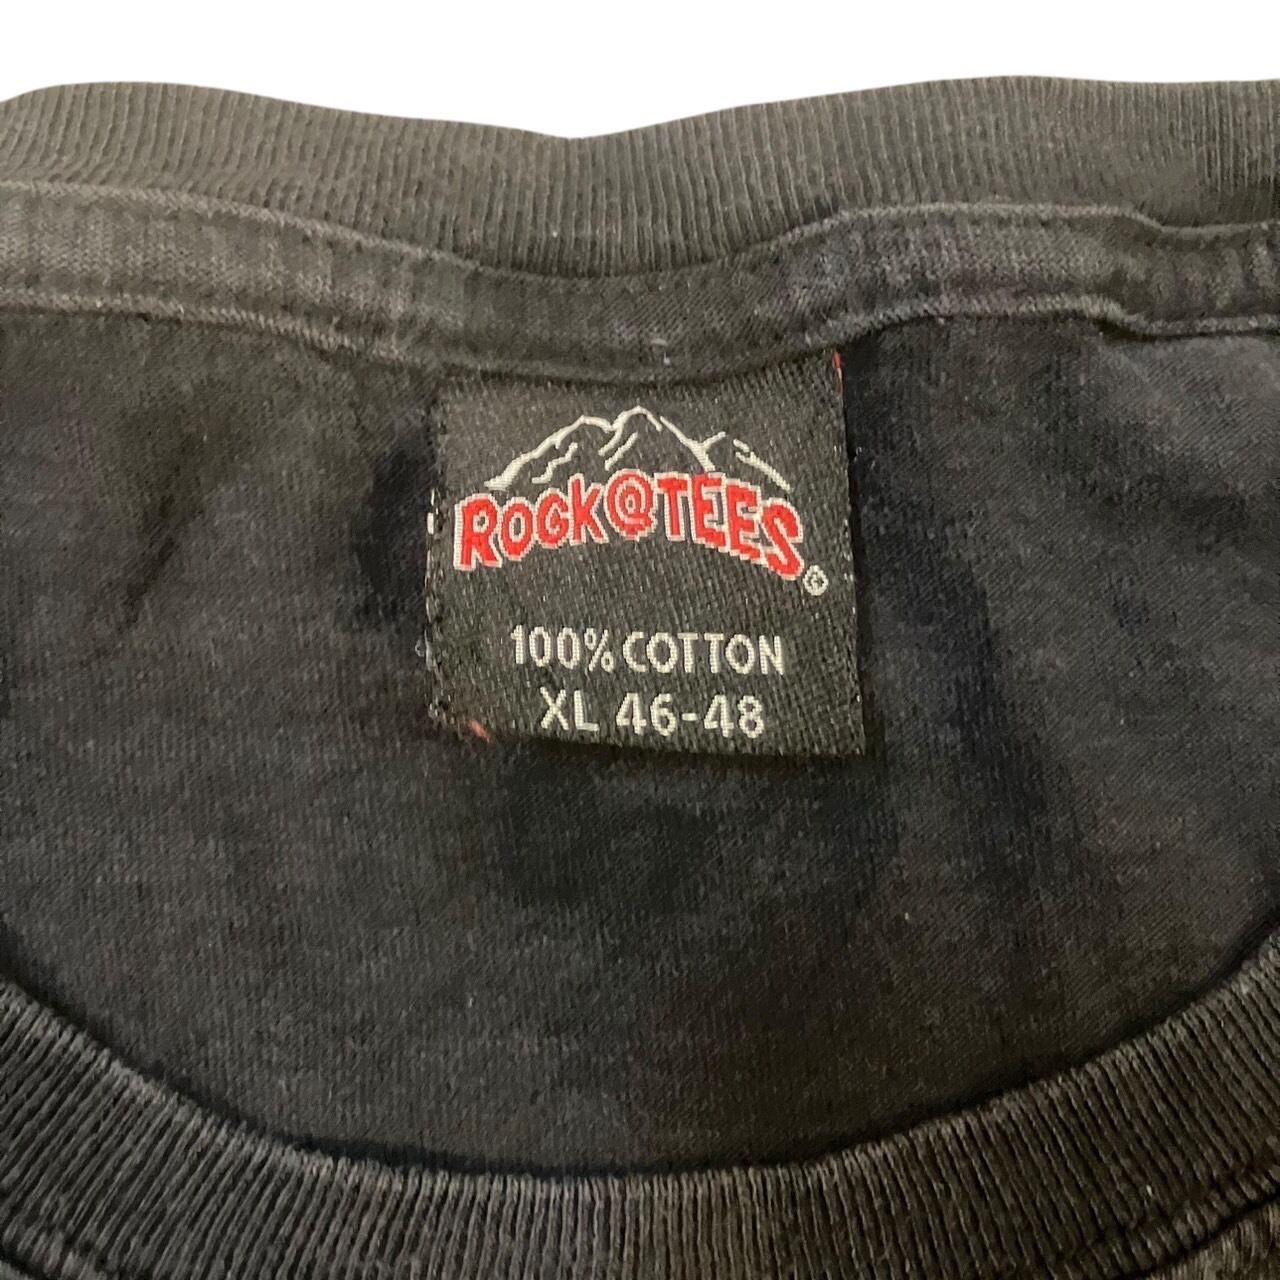 ROCK@TEES
©
100% COTTON
XL 46-48